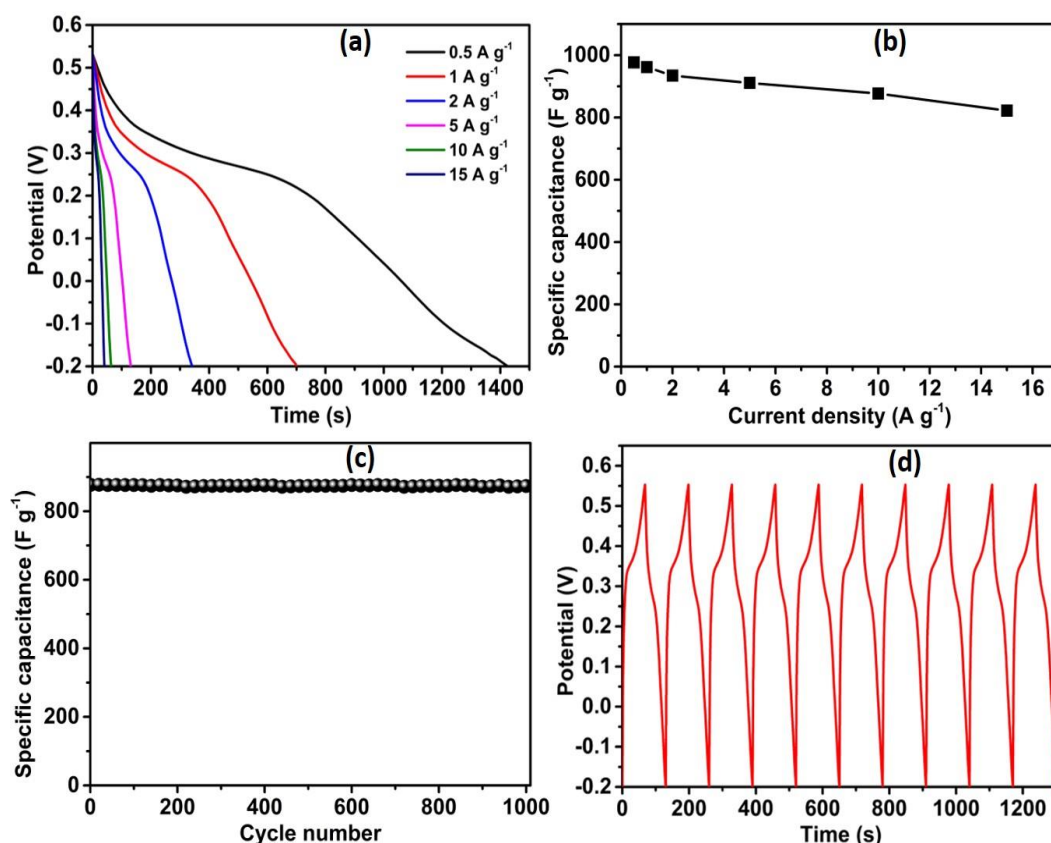 (a)
0.6
0.5
0.4
0.3
0.2
0.1
0.0
-0.1
-0.2
Potential (V)
0.5 A g⁻¹
1 A g⁻¹
2 A g⁻¹
5 A g⁻¹
10 A g⁻¹
15 A g⁻¹
0 200 400 600 800 1000 1200 1400
Time (s)
(b)
1000
800
600
400
200
0
Specific capacitance (F g⁻¹)
0 2 4 6 8 10 12 14 16
Current density (A g⁻¹)
(c)
800
600
400
200
0
Specific capacitance (F g⁻¹)
0 200 400 600 800 1000
Cycle number
(d)
0.6
0.5
0.4
0.3
0.2
0.1
0.0
-0.1
-0.2
Potential (V)
0 200 400 600 800 1000 1200
Time (s)